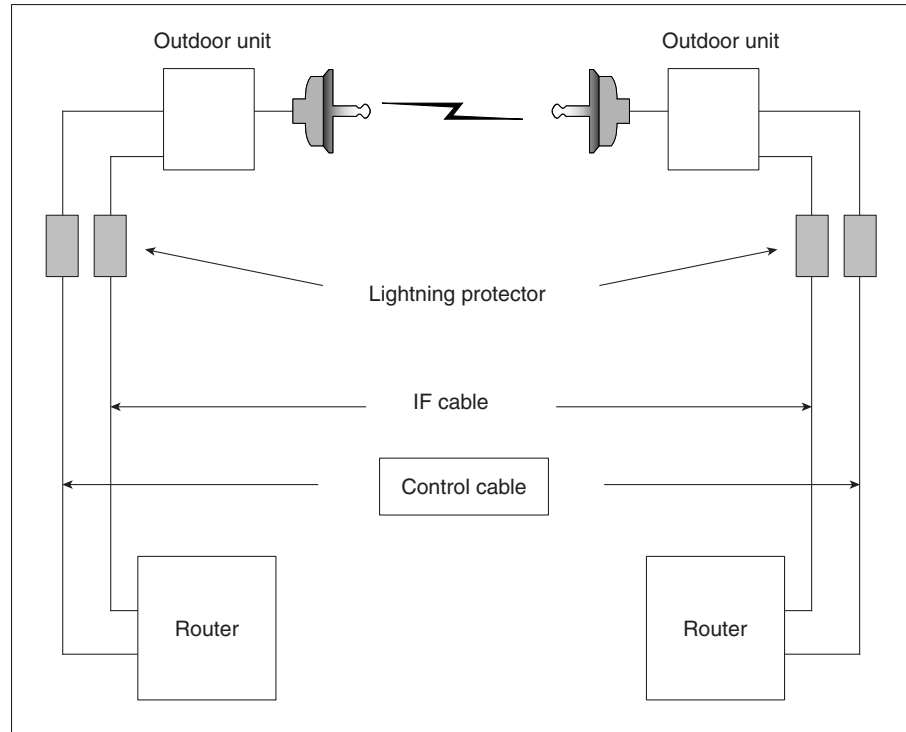 Outdoor unit
Outdoor unit
Lightning protector
IF cable
Control cable
Router
Router